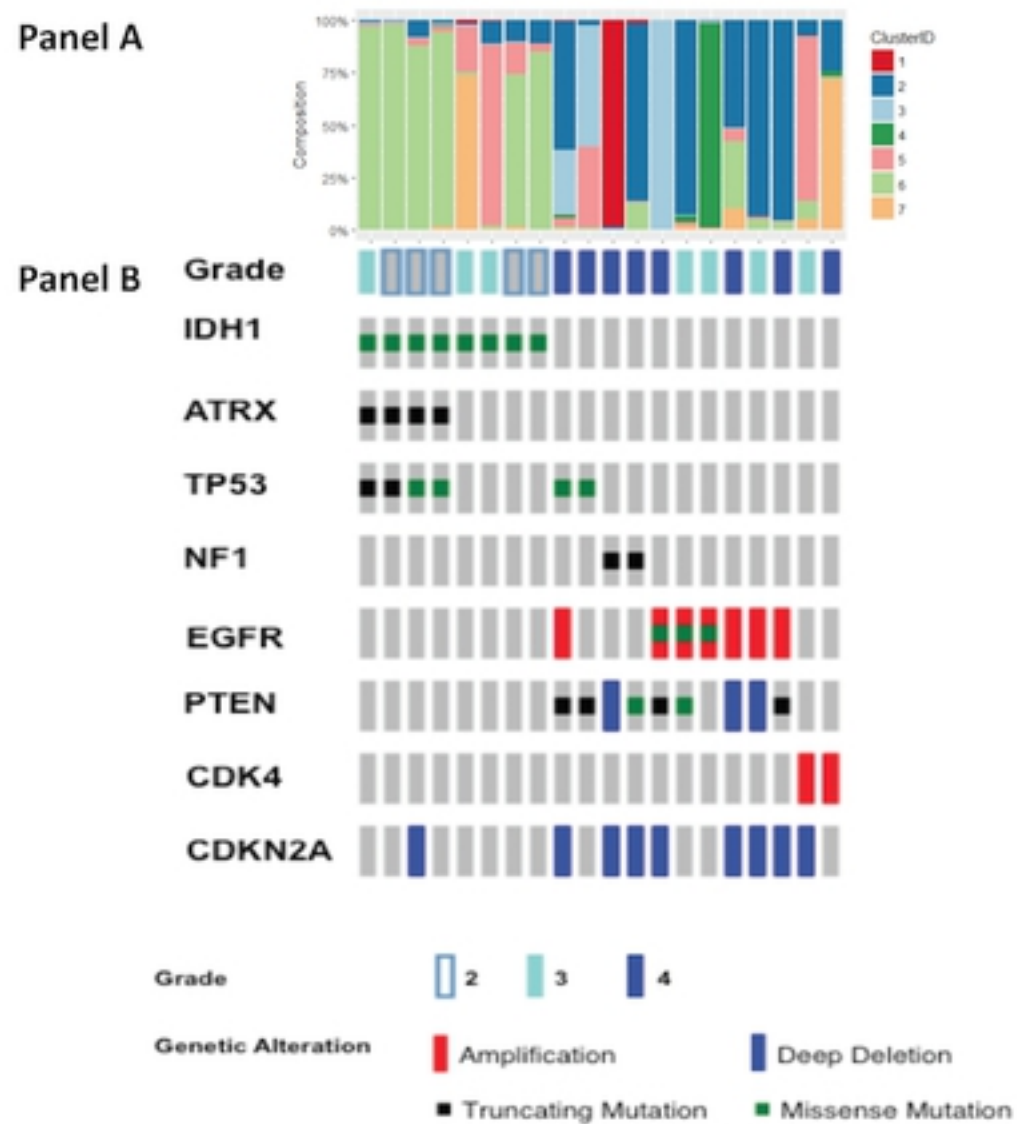 Panel A
100%
75%
50%
25%
0%
Composition
ClusterID
1
2
3
4
5
6
7
Panel B
Grade
IDH1
ATRX
TP53
NF1
EGFR
PTEN
CDK4
CDKN2A
Grade 2 3 4
Genetic Alteration Amplification Deep Deletion
Truncating Mutation Missense Mutation